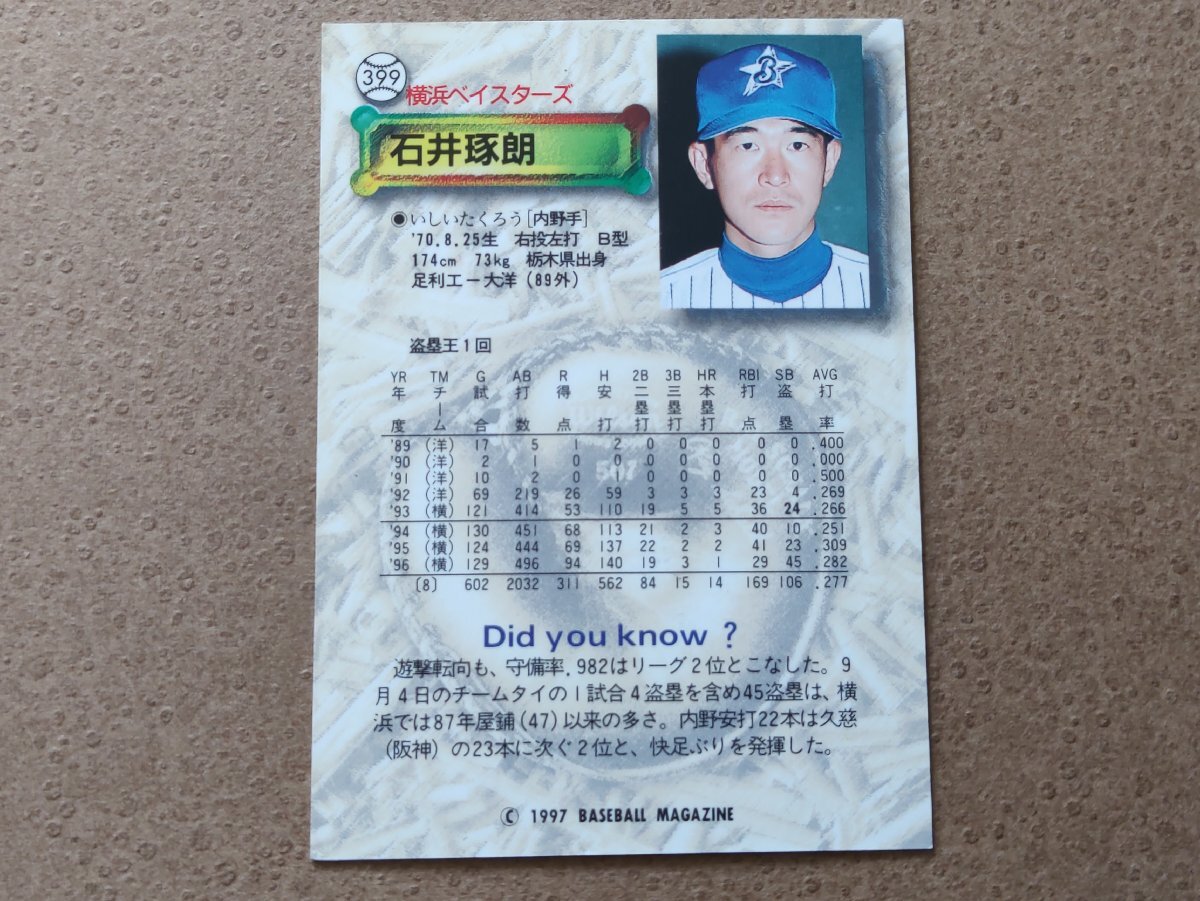 399
横浜ベイスターズ
石井琢朗
B
●いしいたくろう[内野手]
'70.8.25生 右投左打 B型
174cm 73kg 栃木県出身
足利工ー大洋(89外)
盗塁王1回
YR TM G AB R H 2B 3B HR RBI SB AVG
年度 チーム 試合 打数 得点 安打 二塁打 三塁打 本塁打 打点 盗塁 打率
'89 (洋) 17 5 1 2 0 0 0 0 0 .400
'90 (洋) 2 1 0 0 0 0 0 0 0 .000
'91 (洋) 10 2 0 1 0 0 0 0 0 .500
'92 (洋) 69 219 26 59 3 3 3 23 4 .269
'93 (横) 121 414 53 110 19 5 5 36 24 .266
'94 (横) 130 451 68 113 21 2 3 40 10 .251
'95 (横) 124 444 69 137 22 2 2 41 23 .309
'96 (横) 129 496 94 140 19 3 1 29 45 .282
〔8〕 602 2032 311 562 84 15 14 169 106 .277
Did you know ?
遊撃転向も、守備率.982はリーグ2位とこなした。9
月4日のチームタイの1試合4盗塁を含め45盗塁は、横
浜では87年屋鋪(47)以来の多さ。内野安打22本は久慈
(阪神)の23本に次ぐ2位と、快足ぶりを発揮した。
© 1997 BASEBALL MAGAZINE